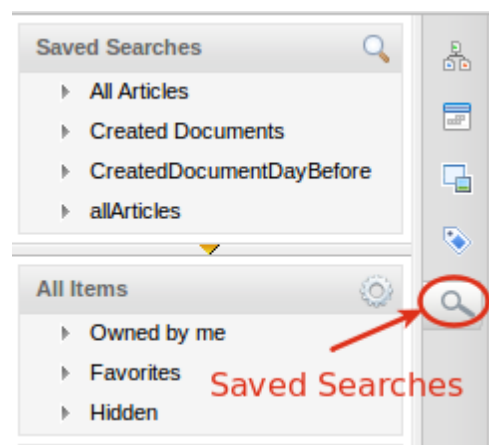 Saved Searches
All Articles
Created Documents
CreatedDocumentDayBefore
allArticles
All Items
Owned by me
Favorites
Hidden
Saved Searches